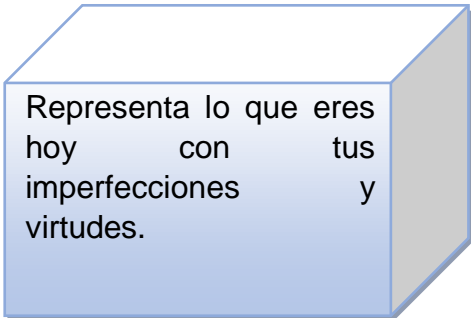 Representa lo que eres
hoy con tus
imperfecciones y
virtudes.